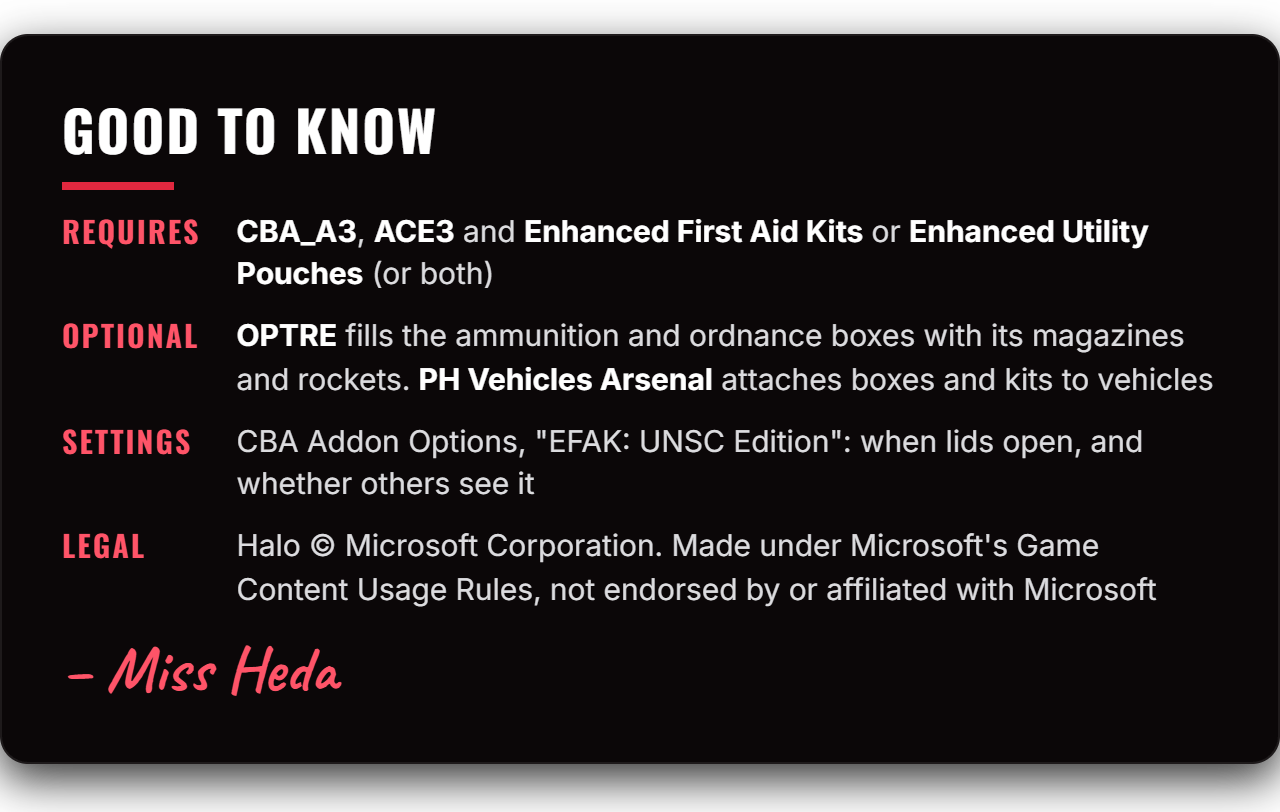 GOOD TO KNOW
REQUIRES CBA_A3, ACE3 and Enhanced First Aid Kits or Enhanced Utility
Pouches (or both)
OPTIONAL OPTRE fills the ammunition and ordnance boxes with its magazines
and rockets. PH Vehicles Arsenal attaches boxes and kits to vehicles
SETTINGS CBA Addon Options, "EFAK: UNSC Edition": when lids open, and
whether others see it
LEGAL Halo © Microsoft Corporation. Made under Microsoft's Game
Content Usage Rules, not endorsed by or affiliated with Microsoft
– Miss Heda